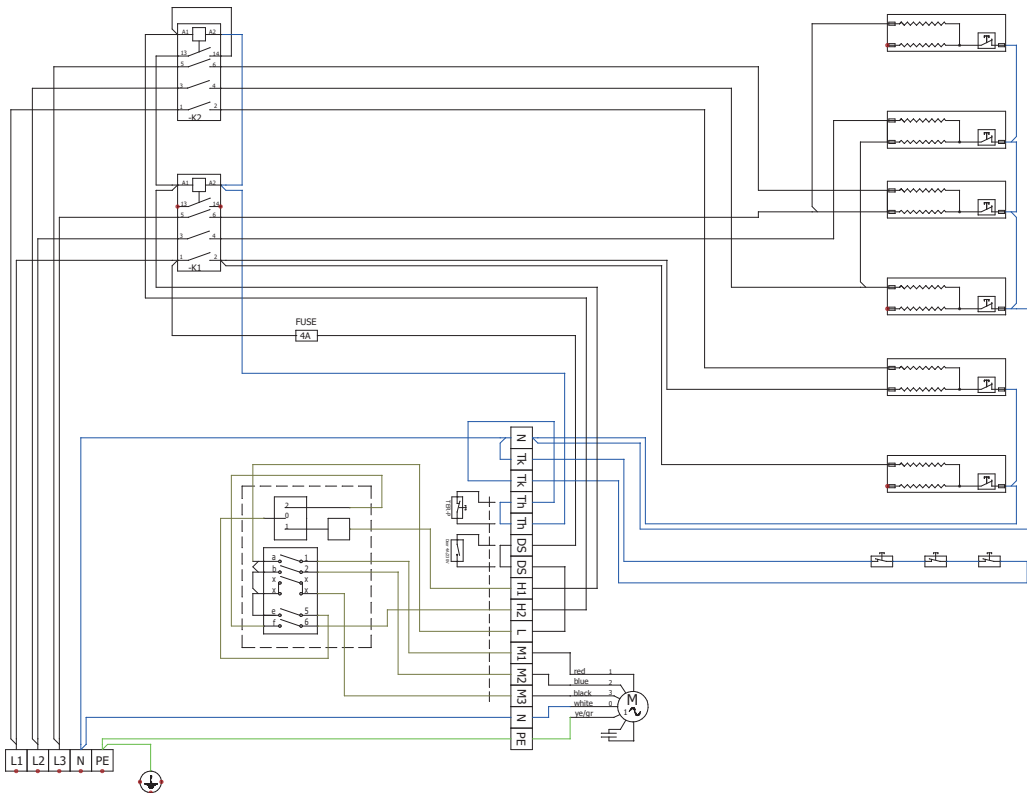 A1 A2
13 14
5 6
3 4
1 2
-K2
A1 A2
13 14
5 6
3 4
1 2
-K1
FUSE
4A
N
Tk
Tk
Th
Th
DS
DS
H1
H2
L
M1
M2
M3
N
PE
2
0
1
a 1
b 2
x x
x x
e 5
f 6
red 1
blue 2
black 3
white 0
ye/gr
M
1
L1 L2 L3 N PE